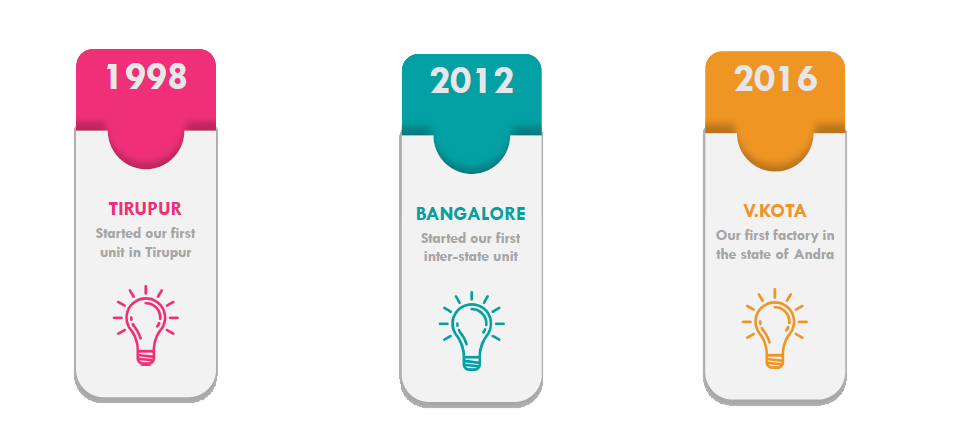 1998
TIRUPUR
Started our first
unit in Tirupur
2012
BANGALORE
Started our first
inter-state unit
2016
V.KOTA
Our first factory in
the state of Andra